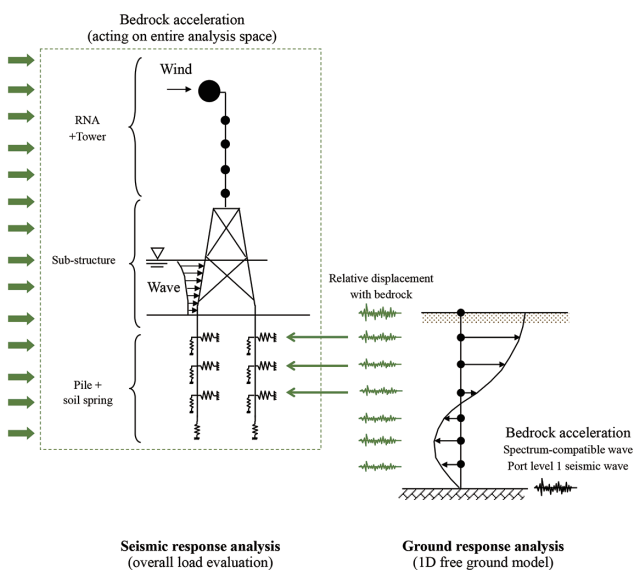 Bedrock acceleration
(acting on entire analysis space)
Wind
RNA
+Tower
Sub-structure
Wave
Pile +
soil spring
Relative displacement
with bedrock
Bedrock acceleration
Spectrum-compatible wave
Port level 1 seismic wave
Seismic response analysis
(overall load evaluation)
Ground response analysis
(1D free ground model)